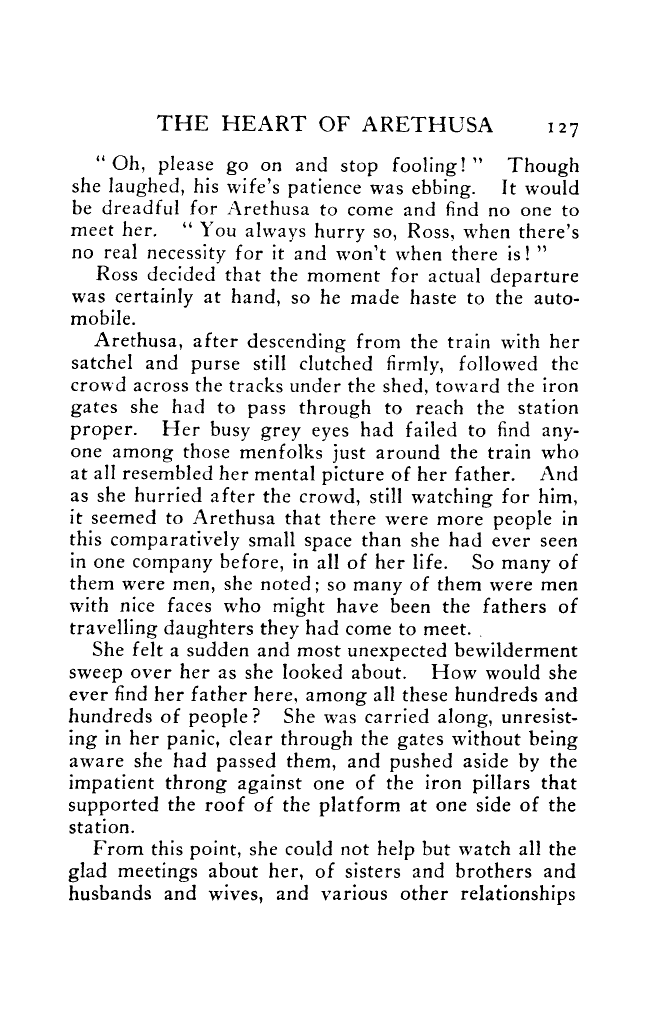 THE HEART OF ARETHUSA 127
“ Oh, please go on and stop fooling! ” Though
she laughed, his wife's patience was ebbing. It would
be dreadful for Arethusa to come and find no one to
meet her. “ You always hurry so, Ross, when there's
no real necessity for it and won't when there is! ”
Ross decided that the moment for actual departure
was certainly at hand, so he made haste to the auto-
mobile.
Arethusa, after descending from the train with her
satchel and purse still clutched firmly, followed the
crowd across the tracks under the shed, toward the iron
gates she had to pass through to reach the station
proper. Her busy grey eyes had failed to find any-
one among those menfolks just around the train who
at all resembled her mental picture of her father. And
as she hurried after the crowd, still watching for him,
it seemed to Arethusa that there were more people in
this comparatively small space than she had ever seen
in one company before, in all of her life. So many of
them were men, she noted; so many of them were men
with nice faces who might have been the fathers of
travelling daughters they had come to meet.
She felt a sudden and most unexpected bewilderment
sweep over her as she looked about. How would she
ever find her father here, among all these hundreds and
hundreds of people? She was carried along, unresist-
ing in her panic, clear through the gates without being
aware she had passed them, and pushed aside by the
impatient throng against one of the iron pillars that
supported the roof of the platform at one side of the
station.
From this point, she could not help but watch all the
glad meetings about her, of sisters and brothers and
husbands and wives, and various other relationships